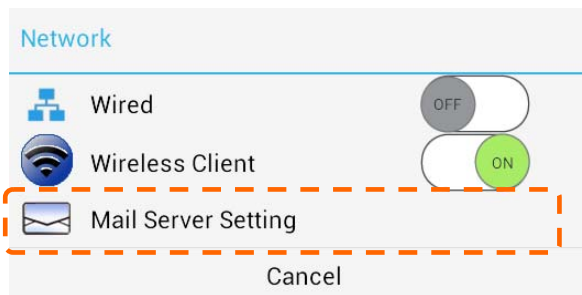 Network
Wired OFF
Wireless Client ON
Mail Server Setting
Cancel